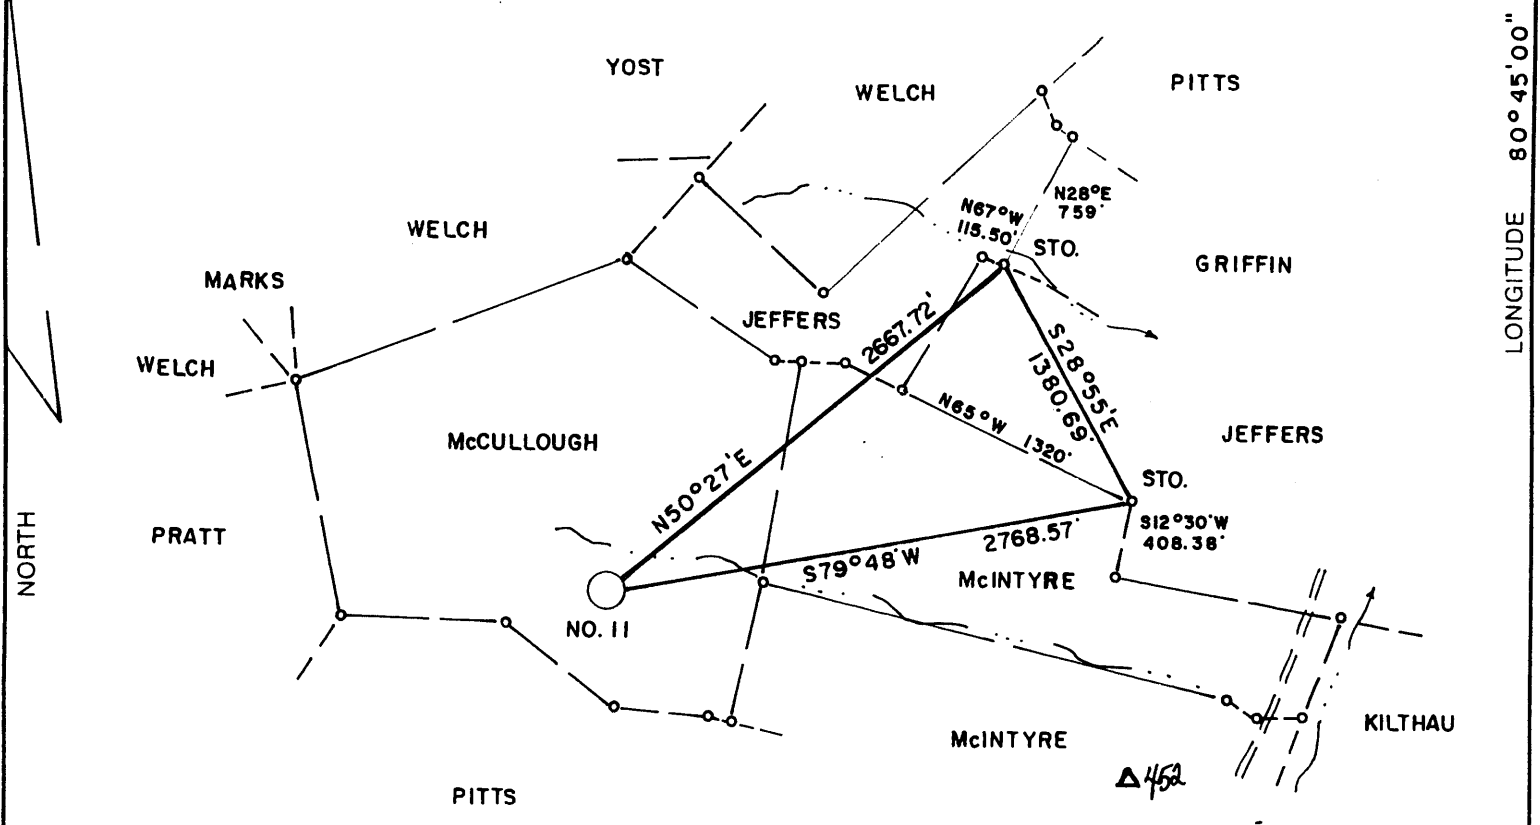 YOST
WELCH
PITTS
80°45'00"
LONGITUDE
N28°E
759'
N67°W
115.50'
STO.
WELCH
GRIFFIN
MARKS
JEFFERS
2667.72'
WELCH
S28°55'E
1380.69'
N65°W 1320'
McCULLOUGH
JEFFERS
N50°27'E
STO.
S12°30'W
408.38'
PRATT
NORTH
2768.57'
S79°48'W
McINTYRE
NO. 11
McINTYRE
KILTHAU
452
PITTS